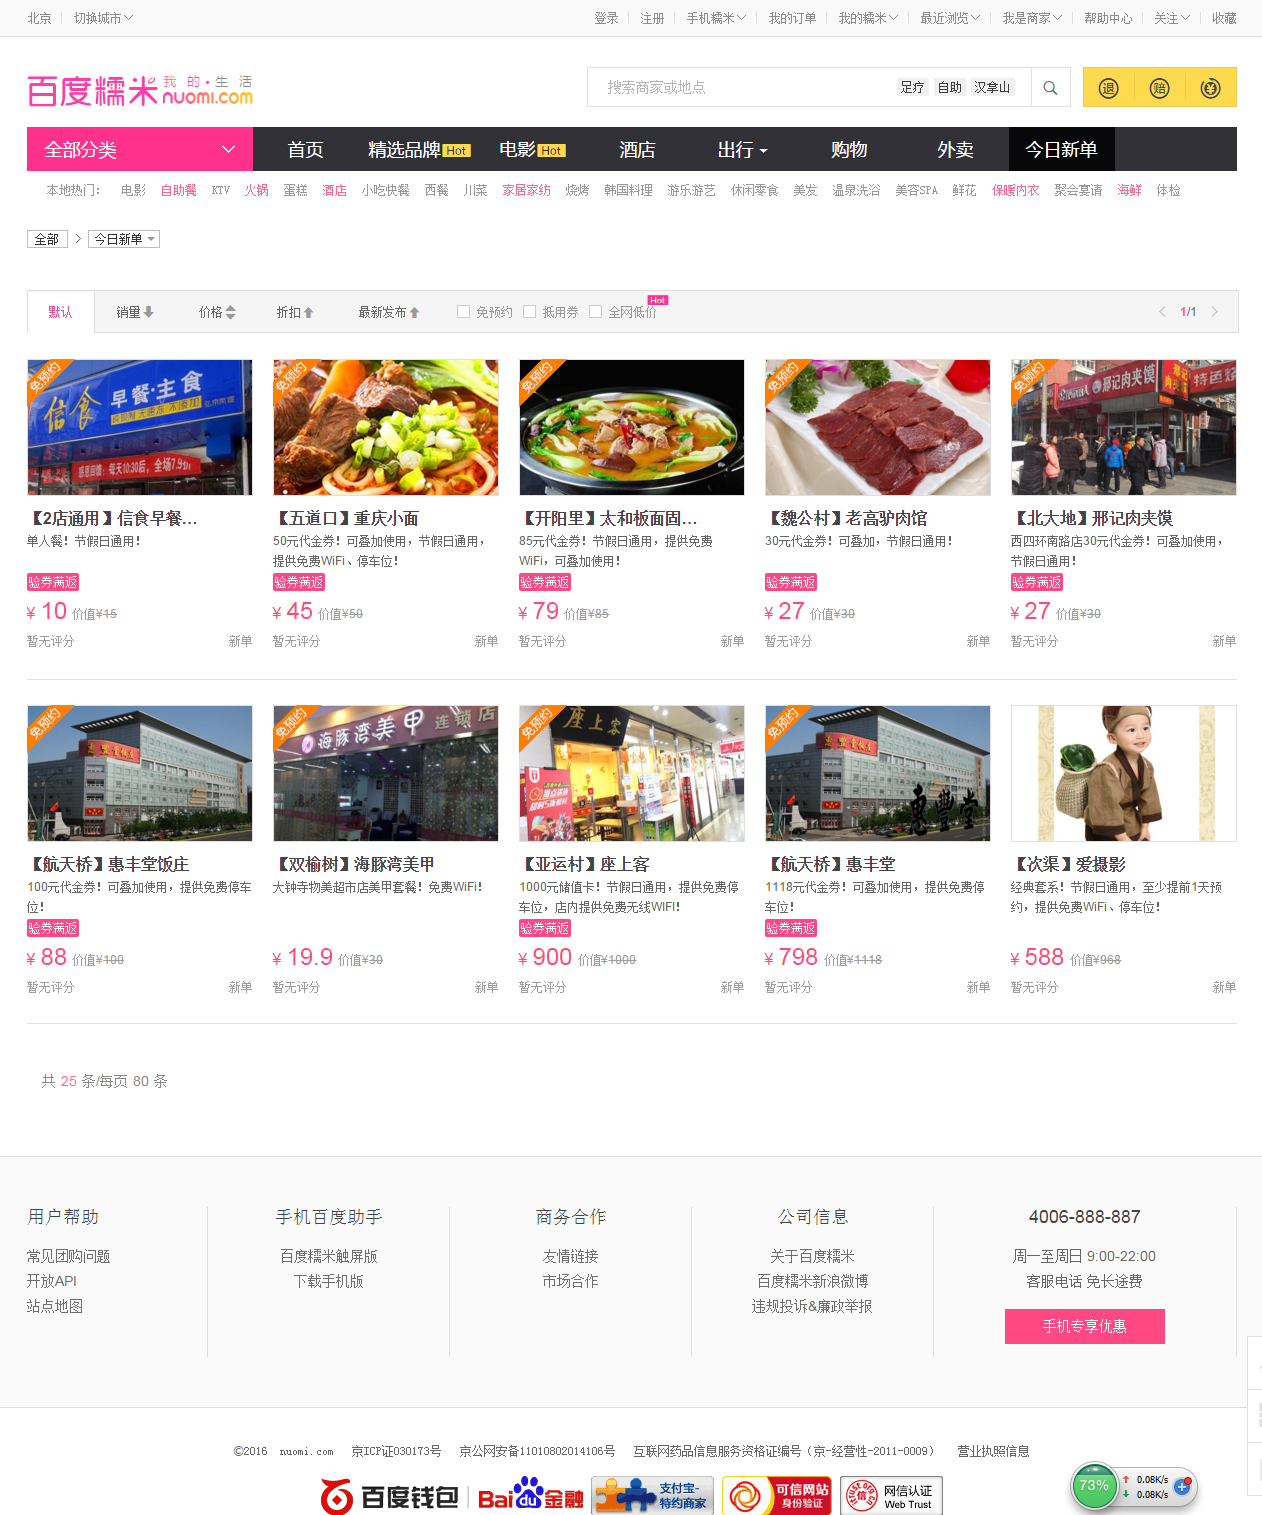 北京 切换城市 登录 注册 手机糯米 我的订单 我的糯米 最近浏览 我是商家 帮助中心 关注 收藏
百度糯米 我的·生活 nuomi.com
搜索商家或地点 足疗 自助 汉拿山 退 赔
全部分类 首页 精选品牌 Hot 电影 Hot 酒店 出行 购物 外卖 今日新单
本地热门： 电影 自助餐 KTV 火锅 蛋糕 酒店 小吃快餐 西餐 川菜 家居家纺 烧烤 韩国料理 游乐游艺 休闲零食 美发 温泉洗浴 美容SPA 鲜花 保暖内衣 聚会宴请 海鲜 体检
全部 > 今日新单
默认 销量 价格 折扣 最新发布 免预约 抵用券 全网低价 Hot 1/1
免预约 免预约 免预约 免预约 免预约
信食 早餐·主食
邢记肉夹馍 特色烧
【2店通用】信食早餐... 【五道口】重庆小面 【开阳里】太和板面固... 【魏公村】老高驴肉馆 【北大地】邢记肉夹馍
单人餐！节假日通用！ 50元代金券！可叠加使用，节假日通用， 85元代金券！节假日通用，提供免费 30元代金券！可叠加，节假日通用！ 西四环南路店30元代金券！可叠加使用，
提供免费WiFi、停车位！ WiFi，可叠加使用！ 节假日通用！
验券满返 验券满返 验券满返 验券满返 验券满返
¥ 10 价值¥15 ¥ 45 价值¥50 ¥ 79 价值¥85 ¥ 27 价值¥30 ¥ 27 价值¥30
暂无评分 新单 暂无评分 新单 暂无评分 新单 暂无评分 新单 暂无评分 新单
免预约 免预约 免预约 免预约
海豚湾美甲 连锁店 座上客 惠豐堂
【航天桥】惠丰堂饭庄 【双榆树】海豚湾美甲 【亚运村】座上客 【航天桥】惠丰堂 【次渠】爱摄影
100元代金券！可叠加使用，提供免费停车 大钟寺物美超市店美甲套餐！免费WiFi！ 1000元储值卡！节假日通用，提供免费停 1118元代金券！可叠加使用，提供免费停 经典套系！节假日通用，至少提前1天预
位！ 车位，店内提供免费无线WIFI！ 车位！ 约，提供免费WiFi、停车位！
验券满返 验券满返 验券满返
¥ 88 价值¥100 ¥ 19.9 价值¥30 ¥ 900 价值¥1000 ¥ 798 价值¥1118 ¥ 588 价值¥968
暂无评分 新单 暂无评分 新单 暂无评分 新单 暂无评分 新单 暂无评分 新单
共 25 条/每页 80 条
用户帮助 手机百度助手 商务合作 公司信息 4006-888-887
常见团购问题 百度糯米触屏版 友情链接 关于百度糯米 周一至周日 9:00-22:00
开放API 下载手机版 市场合作 百度糯米新浪微博 客服电话 免长途费
站点地图 违规投诉&廉政举报
手机专享优惠
©2016 nuomi.com 京ICP证030173号 京公网安备11010802014106号 互联网药品信息服务资格证编号（京-经营性-2011-0009） 营业执照信息
百度钱包 Bai du 金融 支付宝-特约商家 可信网站 身份验证 网信认证 Web Trust
73% 0.08K/s
0.08K/s